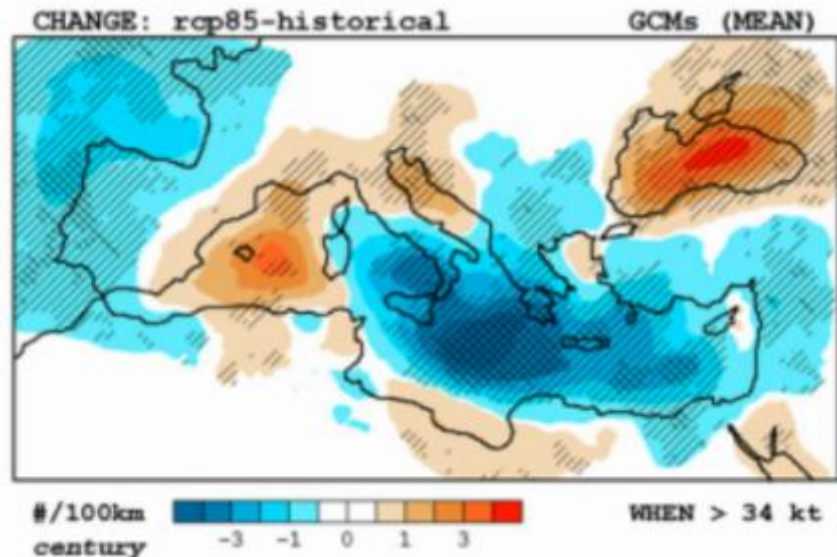 CHANGE: rcp85-historical GCMs (MEAN)
#/100km WHEN > 34 kt
century -3 -1 0 1 3